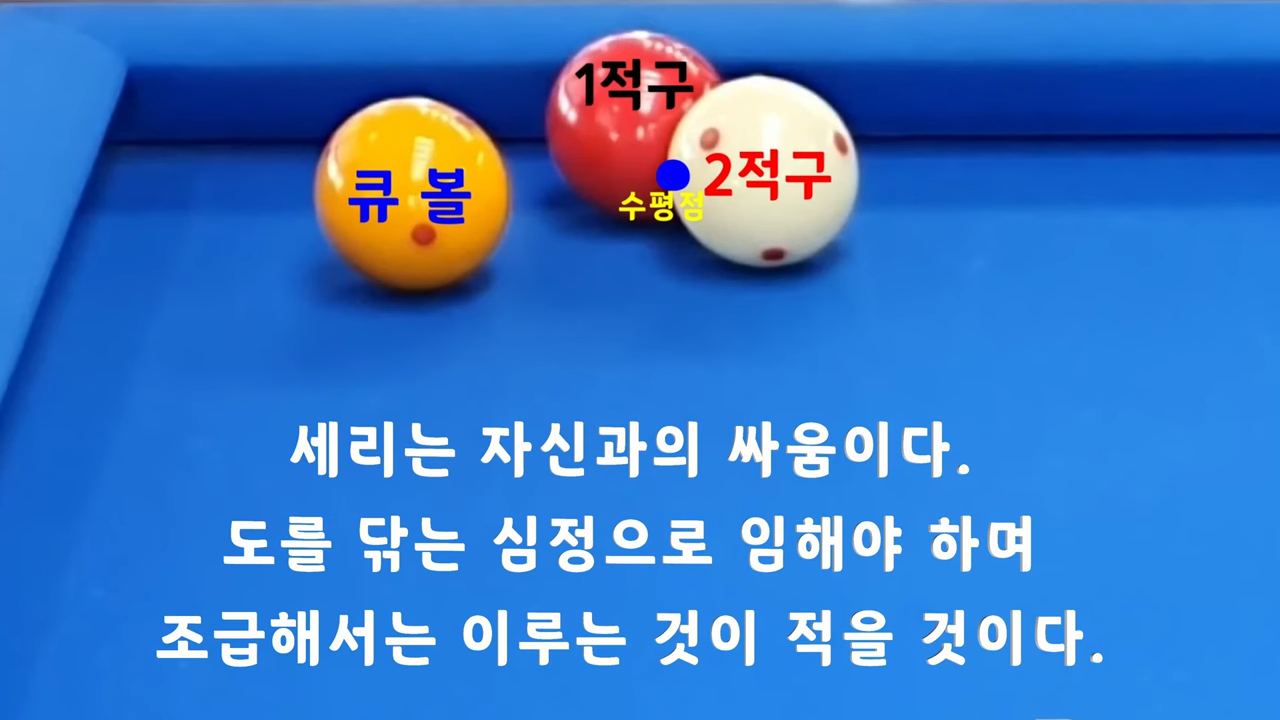 1적구
큐 볼
2적구
수평점
세리는 자신과의 싸움이다.
도를 닦는 심정으로 임해야 하며
조급해서는 이루는 것이 적을 것이다.